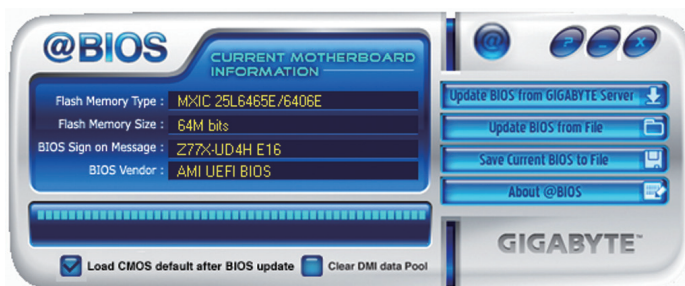 @BIOS
CURRENT MOTHERBOARD
INFORMATION
Flash Memory Type : MXIC 25L6465E/6406E
Flash Memory Size : 64M bits
BIOS Sign on Message : Z77X-UD4H E16
BIOS Vendor : AMI UEFI BIOS
Load CMOS default after BIOS update Clear DMI data Pool
@ ? _ X
Update BIOS from GIGABYTE Server
Update BIOS from File
Save Current BIOS to File
About @BIOS
GIGABYTE™